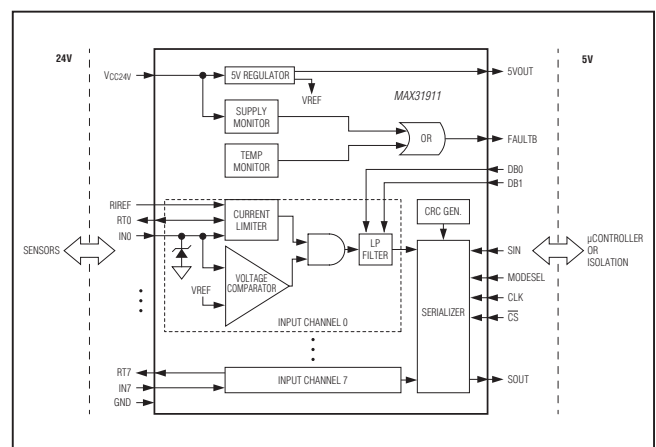 24V
5V
VCC24V
5V REGULATOR
5VOUT
VREF
MAX31911
SUPPLY
MONITOR
OR
FAULTB
TEMP
MONITOR
DB0
DB1
RIREF
RT0
IN0
CURRENT
LIMITER
CRC GEN.
LP
FILTER
SENSORS
VREF
VOLTAGE
COMPARATOR
SIN
MODESEL
CLK
CS
µCONTROLLER
OR
ISOLATION
SERIALIZER
INPUT CHANNEL 0
RT7
IN7
GND
INPUT CHANNEL 7
SOUT